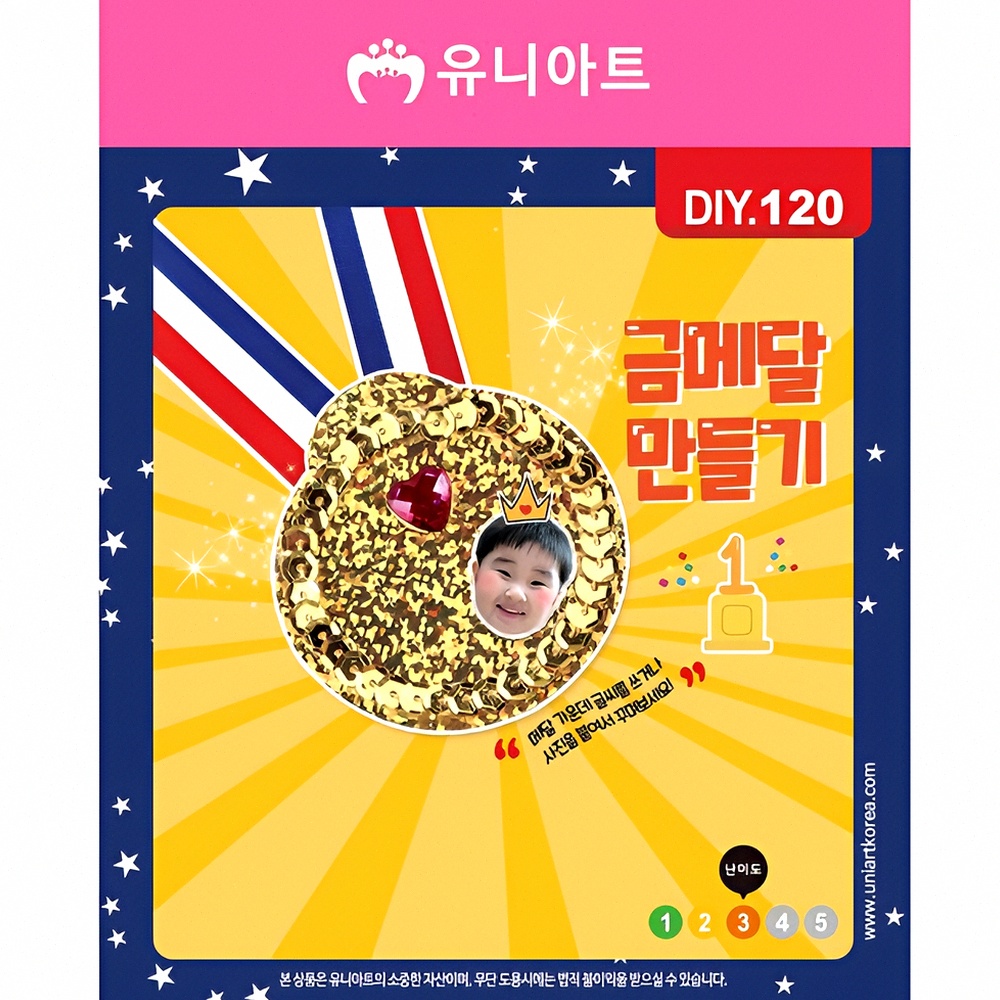 유니아트
DIY.120
금메달
만들기
1
메달 가운데 글씨를 쓰거나
사진을 붙여서 꾸며보세요!
www.uniartkorea.com
난이도
1 2 3 4 5
본 상품은 유니아트의 소중한 자산이며, 무단 도용시에는 법적 불이익을 받으실 수 있습니다.